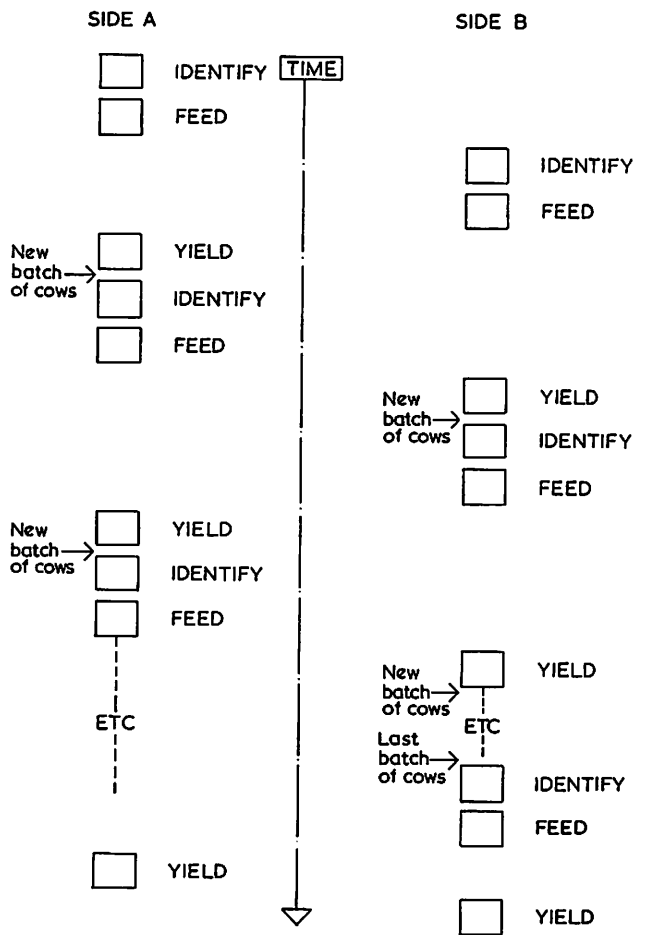 SIDE A
SIDE B
IDENTIFY
TIME
FEED
IDENTIFY
FEED
YIELD
New
batch
of cows
IDENTIFY
FEED
New
batch
of cows
YIELD
IDENTIFY
FEED
YIELD
New
batch
of cows
IDENTIFY
FEED
New
batch
of cows
YIELD
ETC
ETC
Last
batch
of cows
IDENTIFY
FEED
YIELD
YIELD